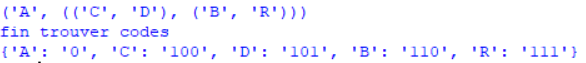 ('A', (('C', 'D'), ('B', 'R')))
fin trouver codes
{'A': '0', 'C': '100', 'D': '101', 'B': '110', 'R': '111'}